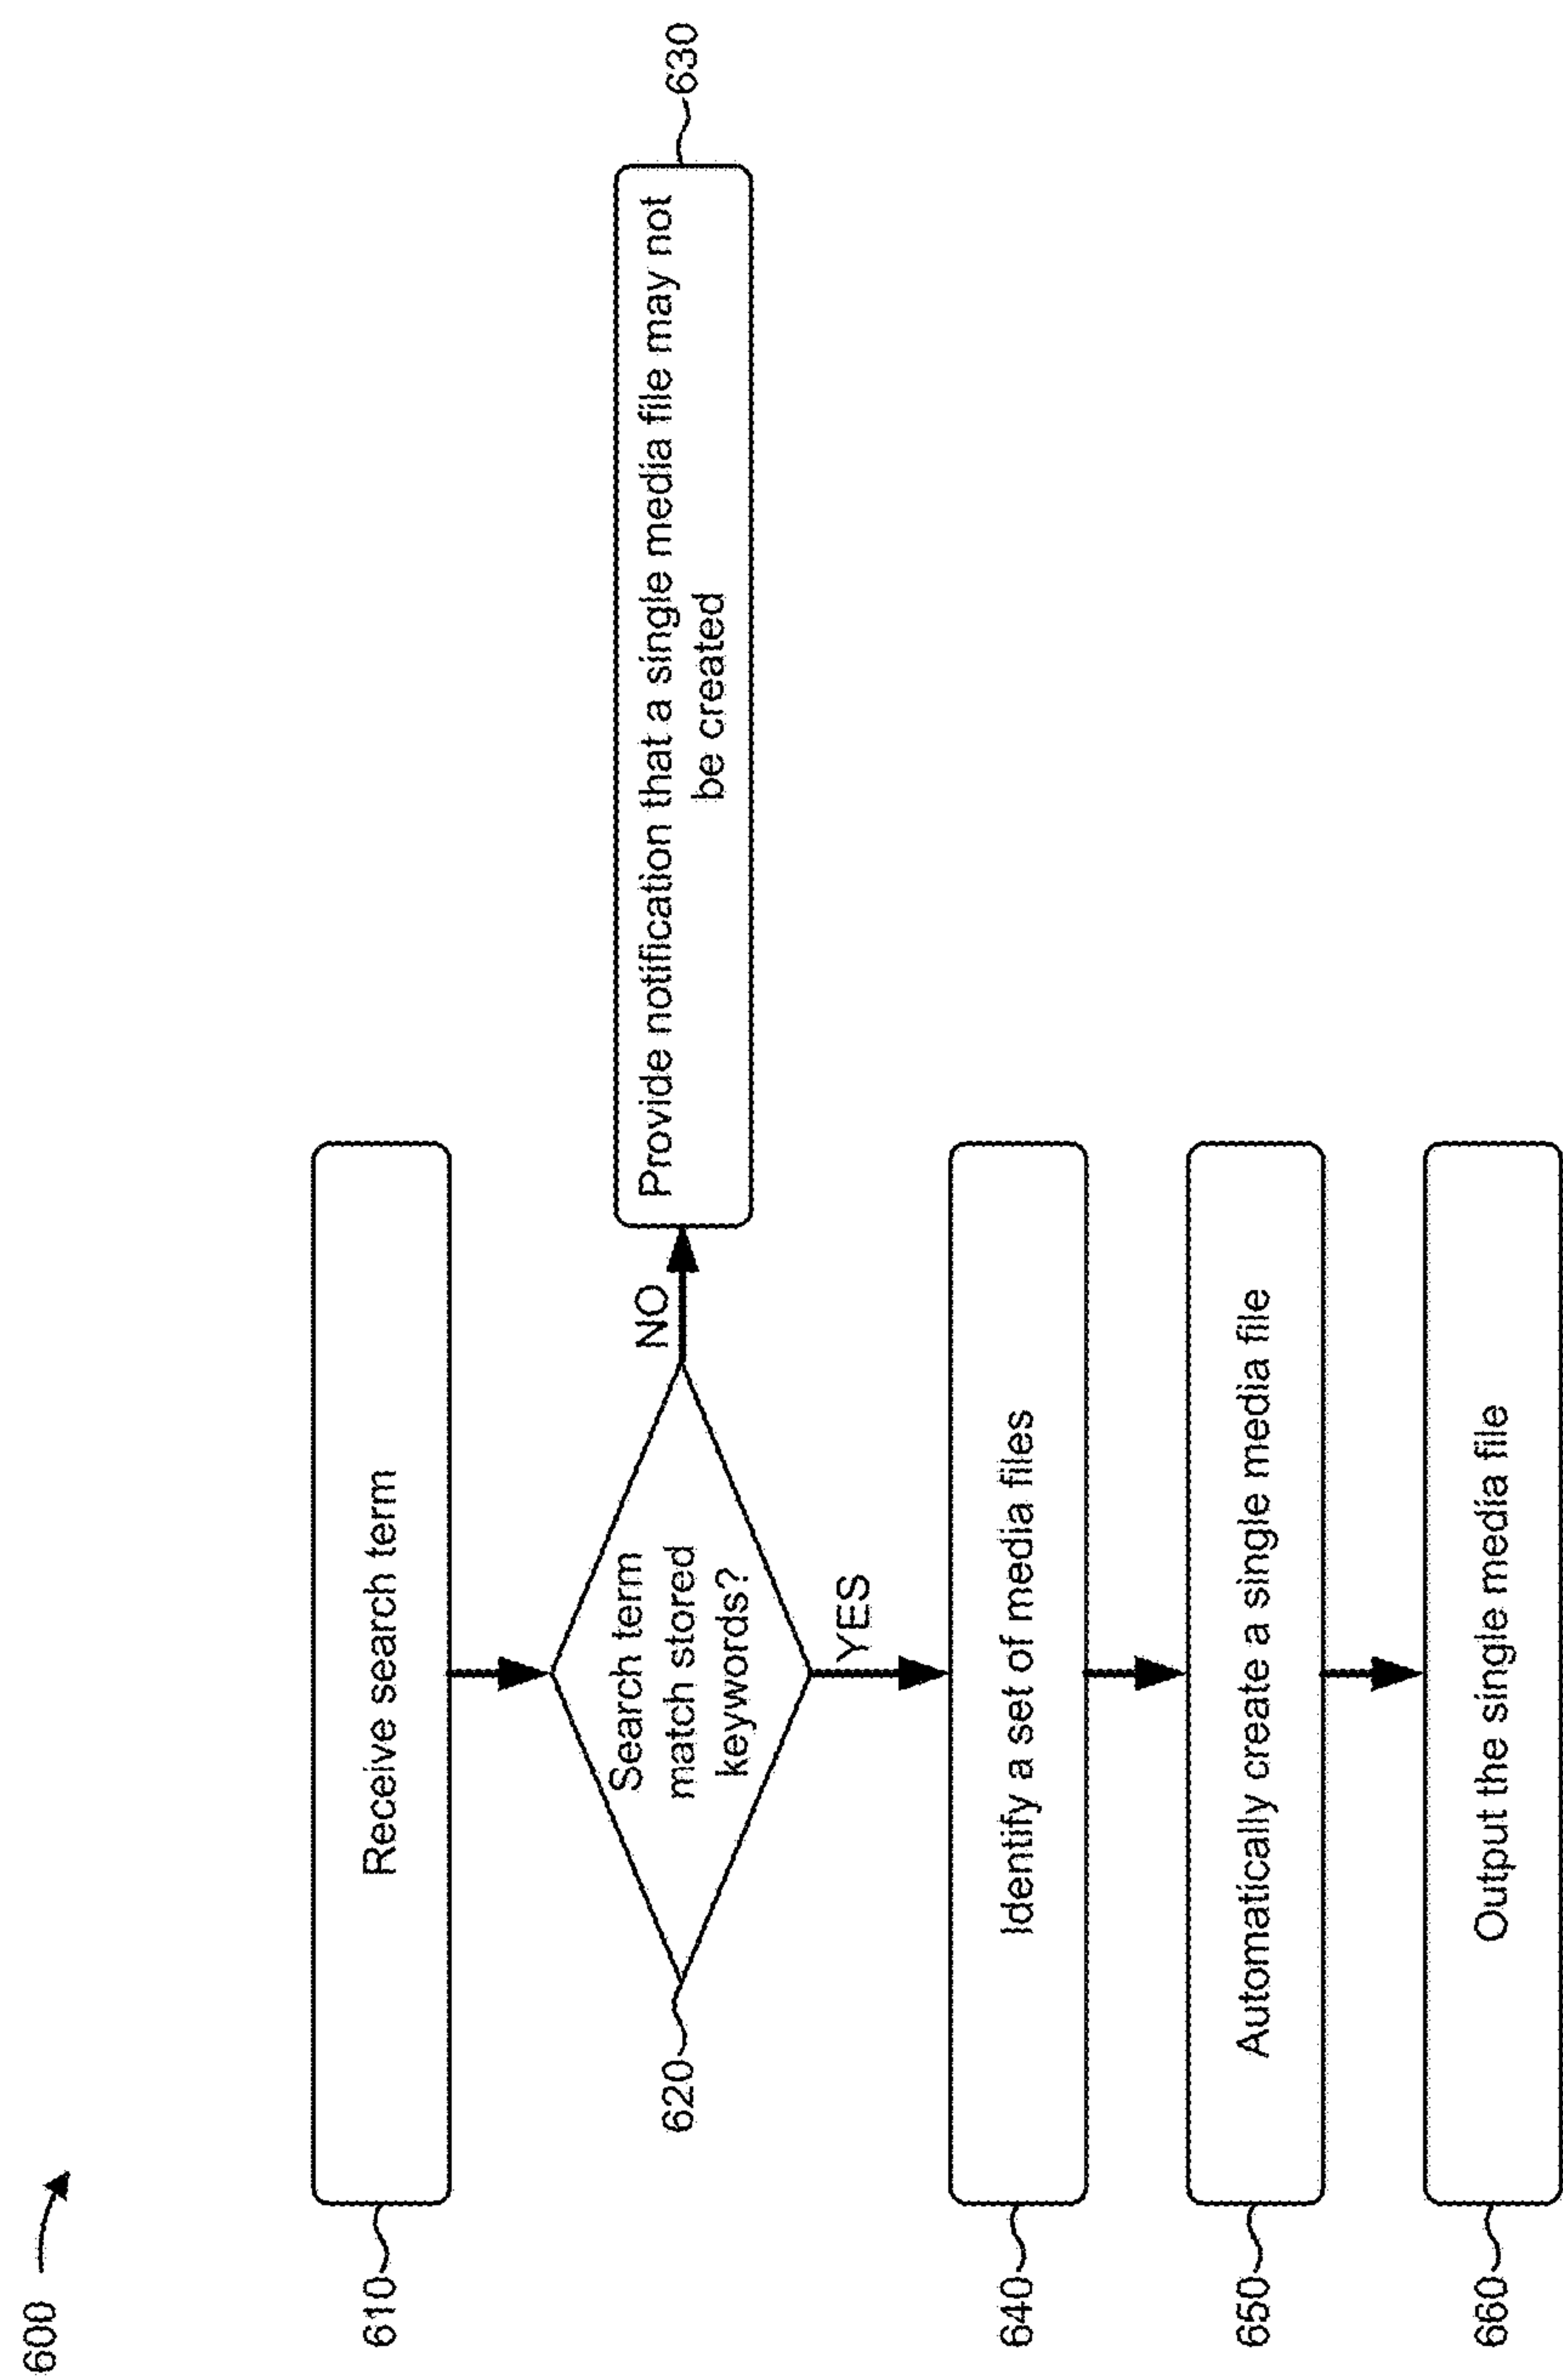 600
610
Receive search term
620
Search term
match stored
keywords?
NO
Provide notification that a single media file may not
be created
630
YES
640
Identify a set of media files
650
Automatically create a single media file
660
Output the single media file